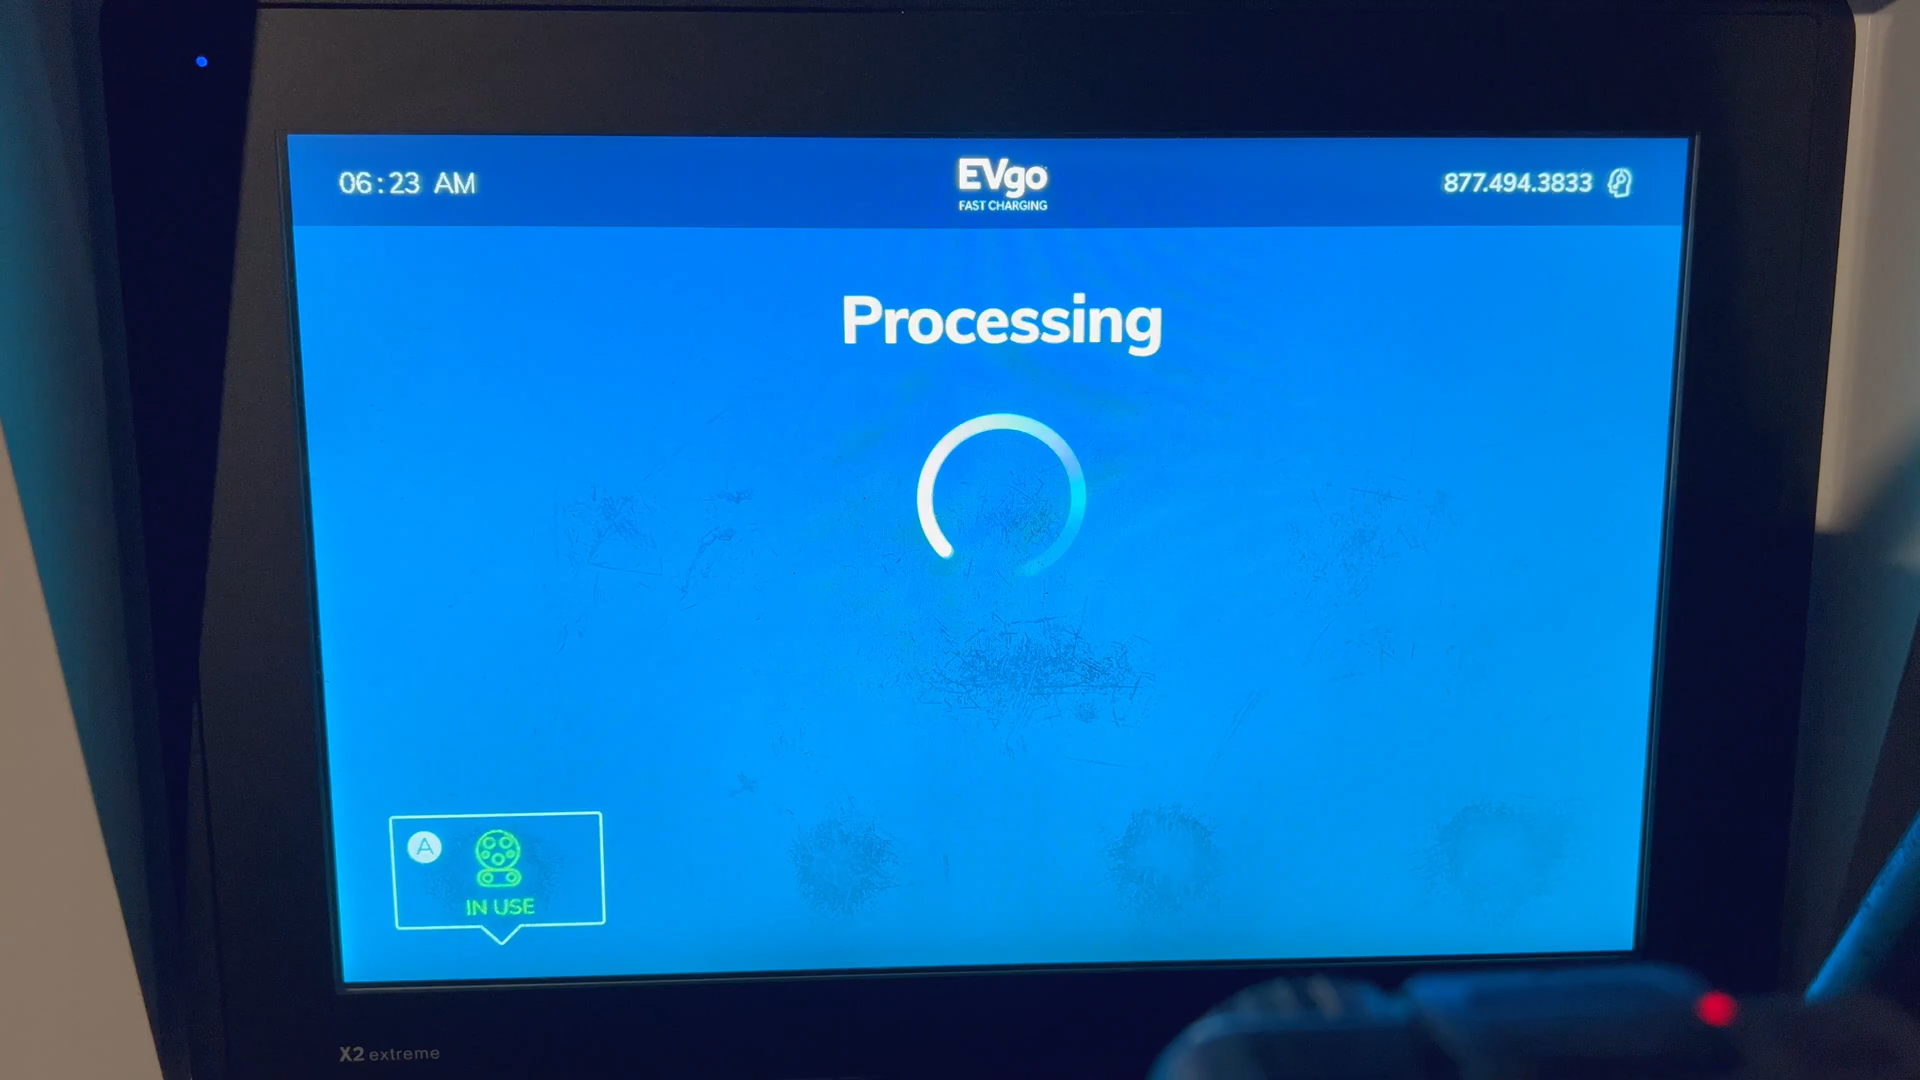 06:23 AM
EVgo
FAST CHARGING
877.494.3833
Processing
A
IN USE
X2 extreme